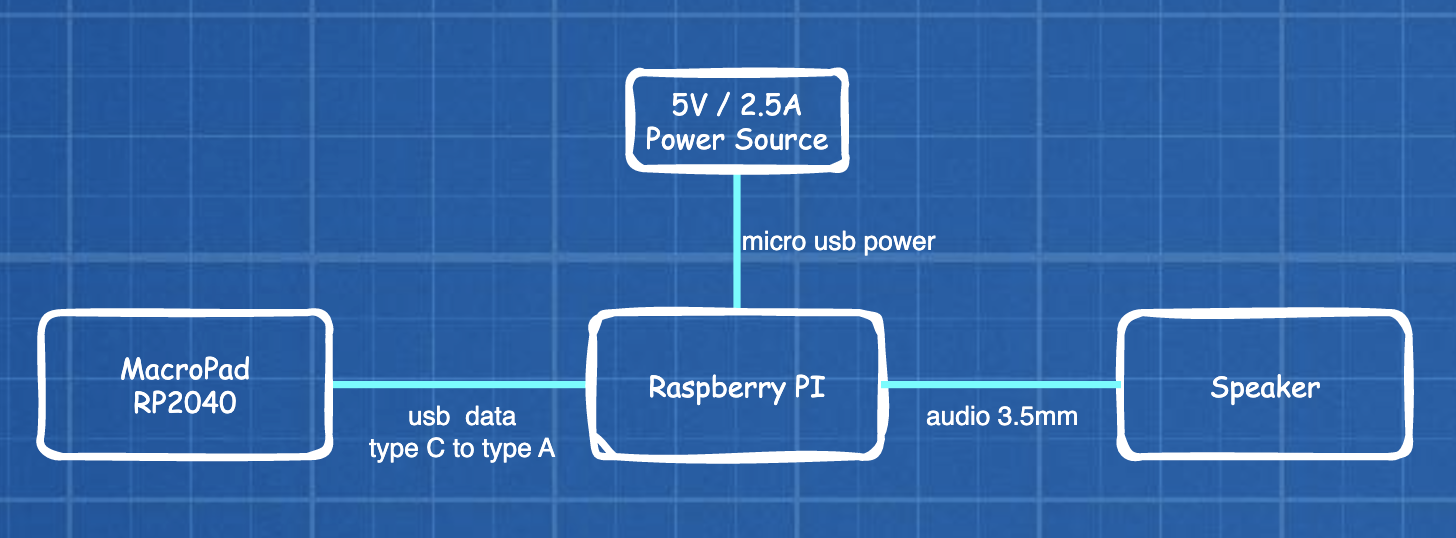 5V / 2.5A
Power Source
micro usb power
MacroPad
RP2040
usb  data
type C to type A
Raspberry PI
audio 3.5mm
Speaker